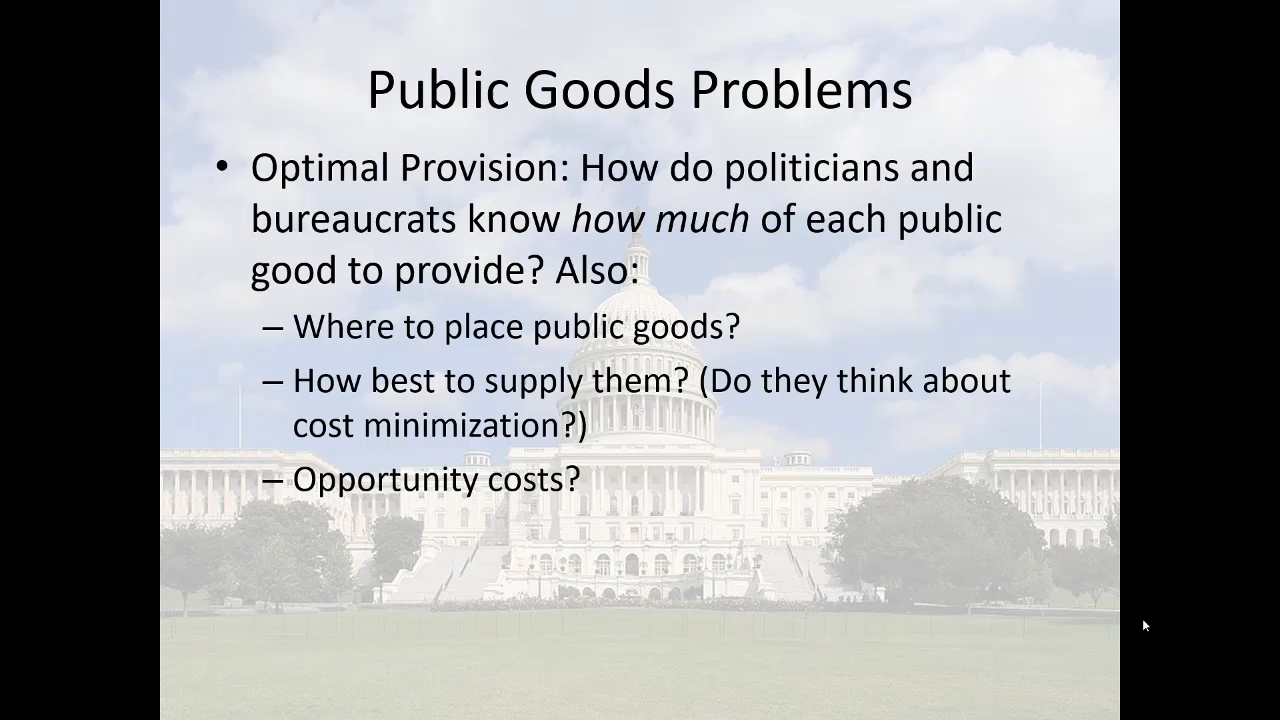 Public Goods Problems
• Optimal Provision: How do politicians and
bureaucrats know how much of each public
good to provide? Also:
– Where to place public goods?
– How best to supply them? (Do they think about
cost minimization?)
– Opportunity costs?